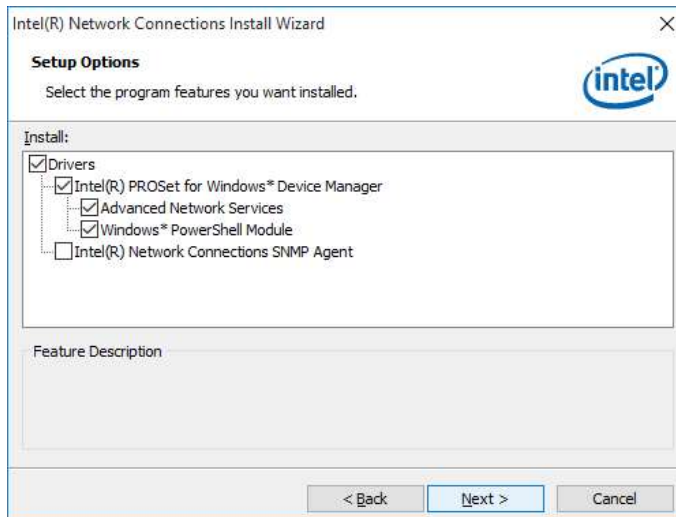 Intel(R) Network Connections Install Wizard
Setup Options
Select the program features you want installed.
intel
Install:
Drivers
Intel(R) PROSet for Windows* Device Manager
Advanced Network Services
Windows* PowerShell Module
Intel(R) Network Connections SNMP Agent
Feature Description
< Back Next > Cancel